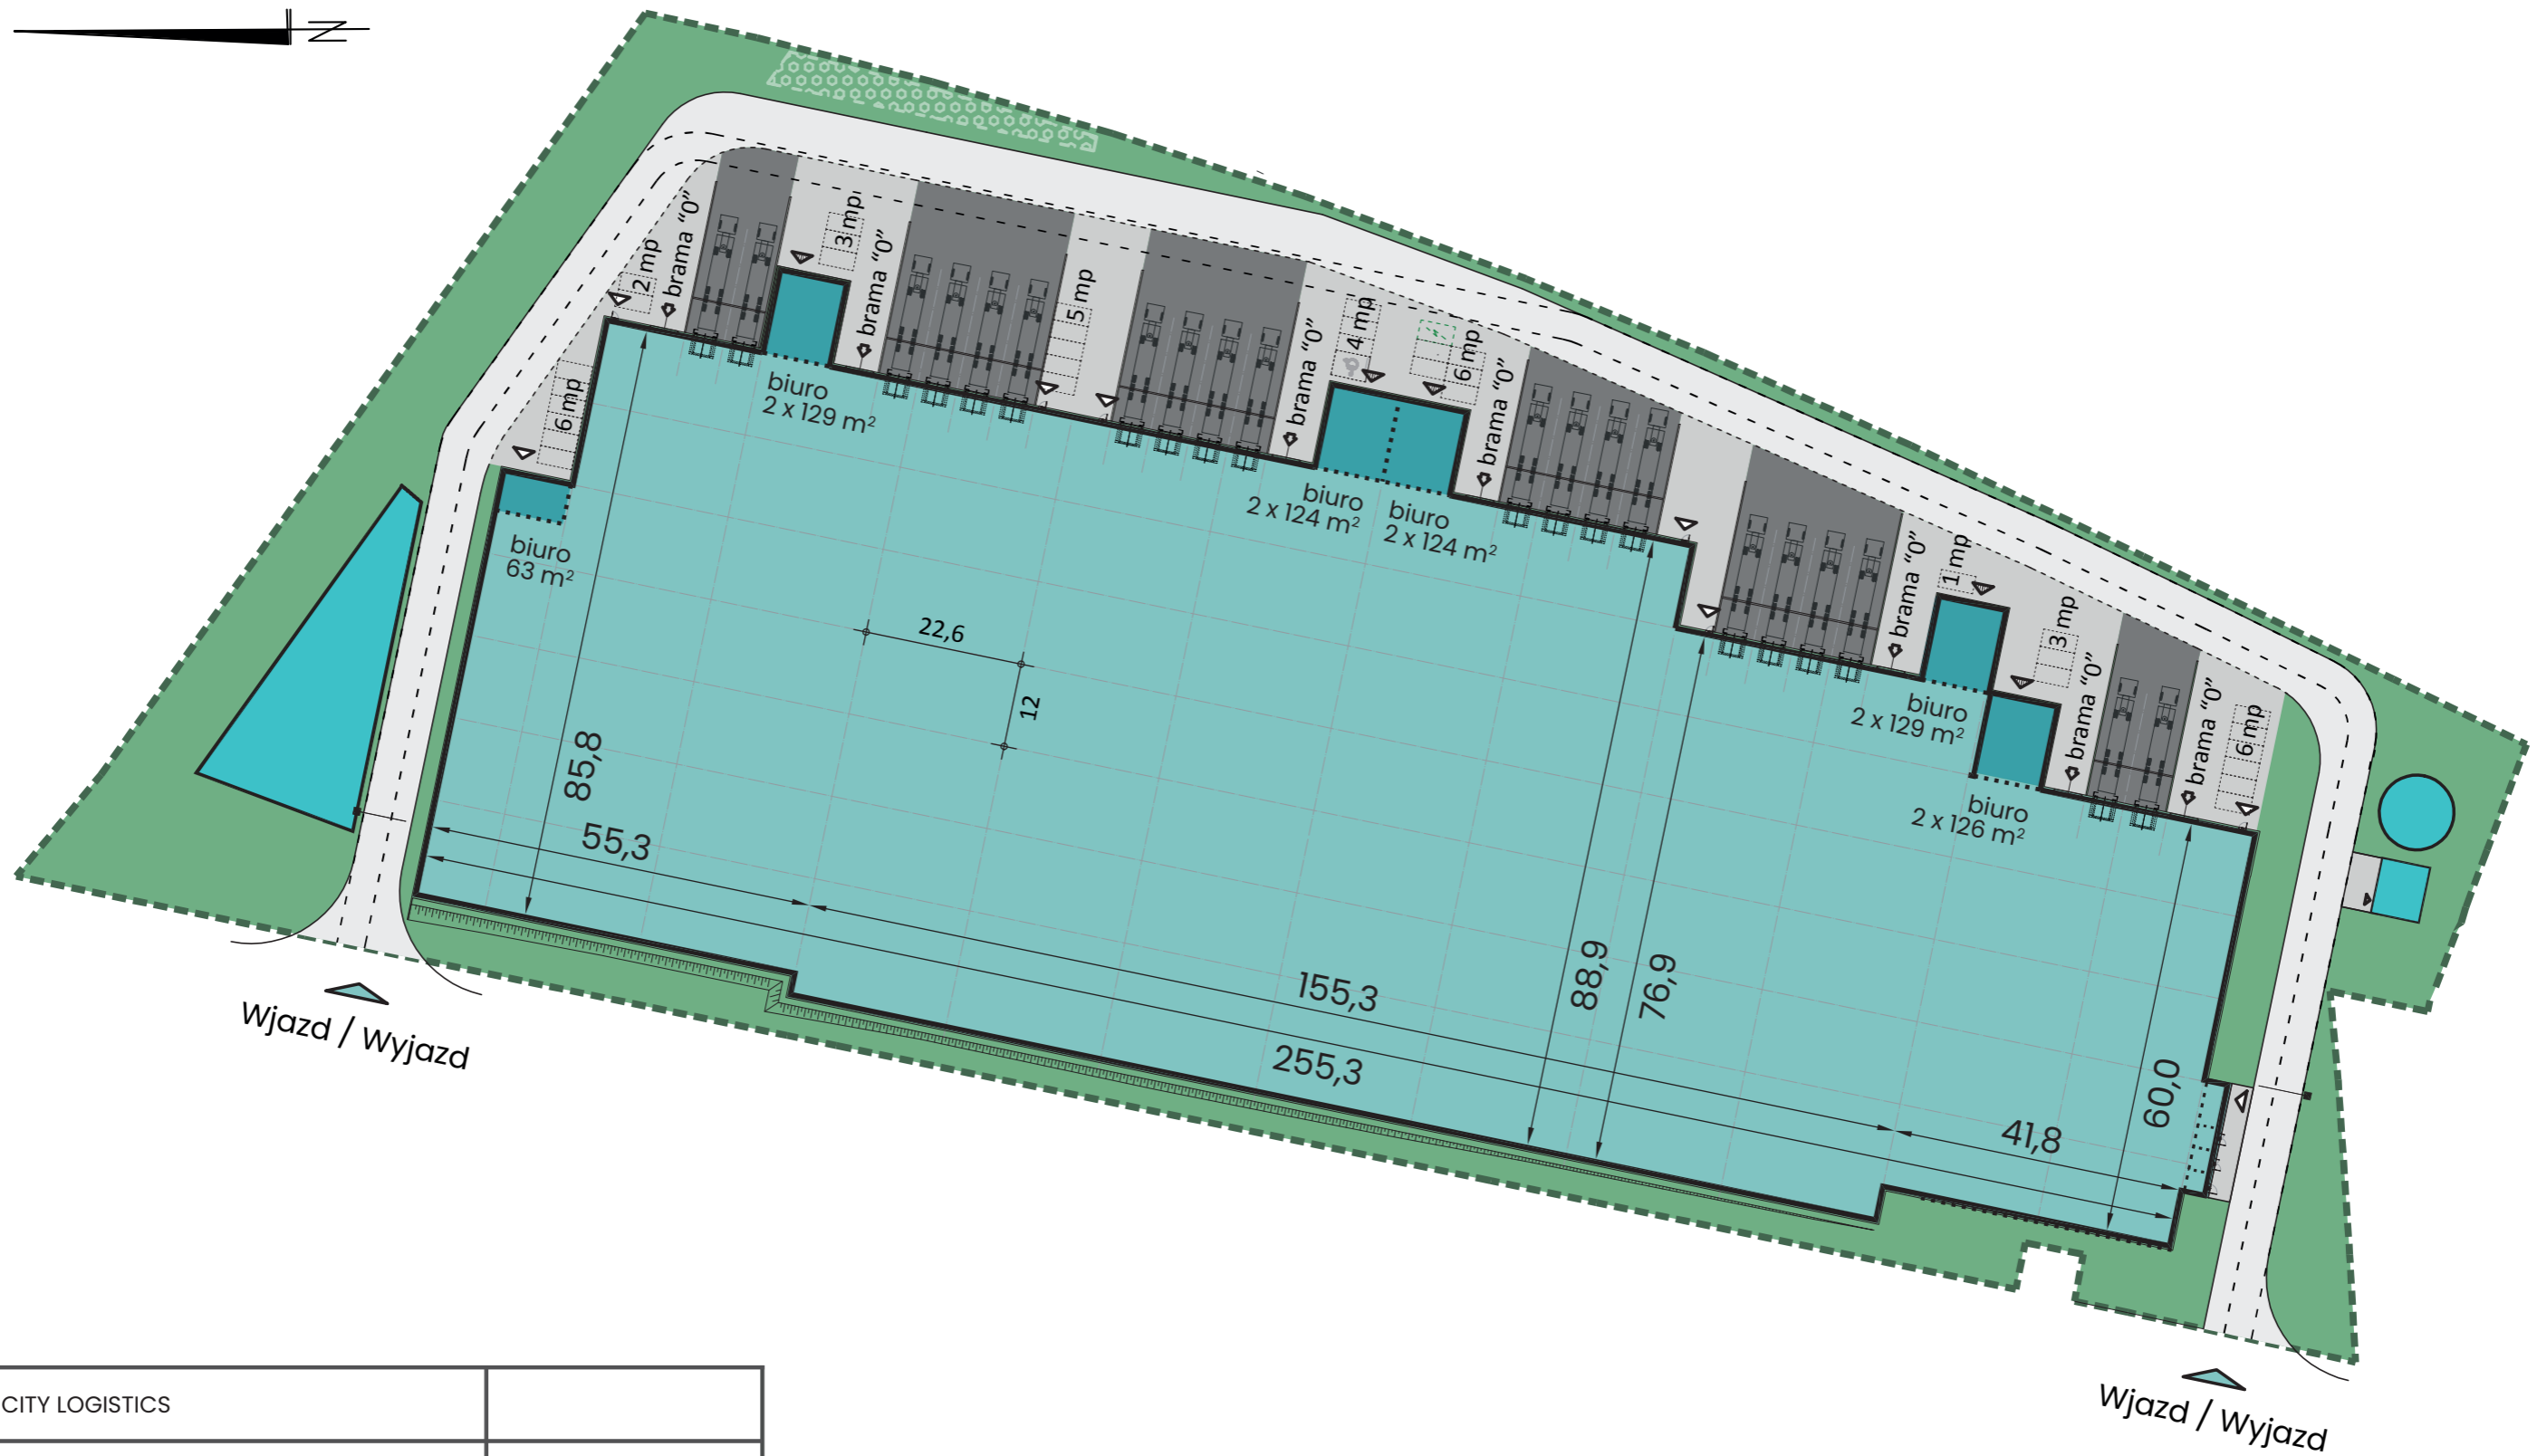 N
2 mp
brama “0”
3 mp
brama “0”
5 mp
brama “0”
4 mp
6 mp
brama “0”
brama “0”
1 mp
3 mp
brama “0”
brama “0”
6 mp
6 mp
biuro
2 x 129 m²
biuro
2 x 124 m²
biuro
2 x 124 m²
biuro
63 m²
biuro
2 x 129 m²
biuro
2 x 126 m²
22,6
12
85,8
55,3
88,9
76,9
155,3
255,3
41,8
60,0
Wjazd / Wyjazd
Wjazd / Wyjazd
CITY LOGISTICS